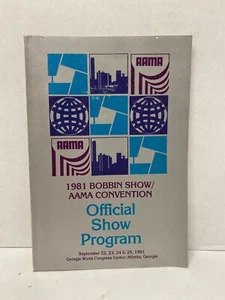 AAMA
AAMA
1981 BOBBIN SHOW/
AAMA CONVENTION
Official
Show
Program
September 22, 23, 24 & 25, 1981
Georgia World Congress Center/Atlanta, Georgia